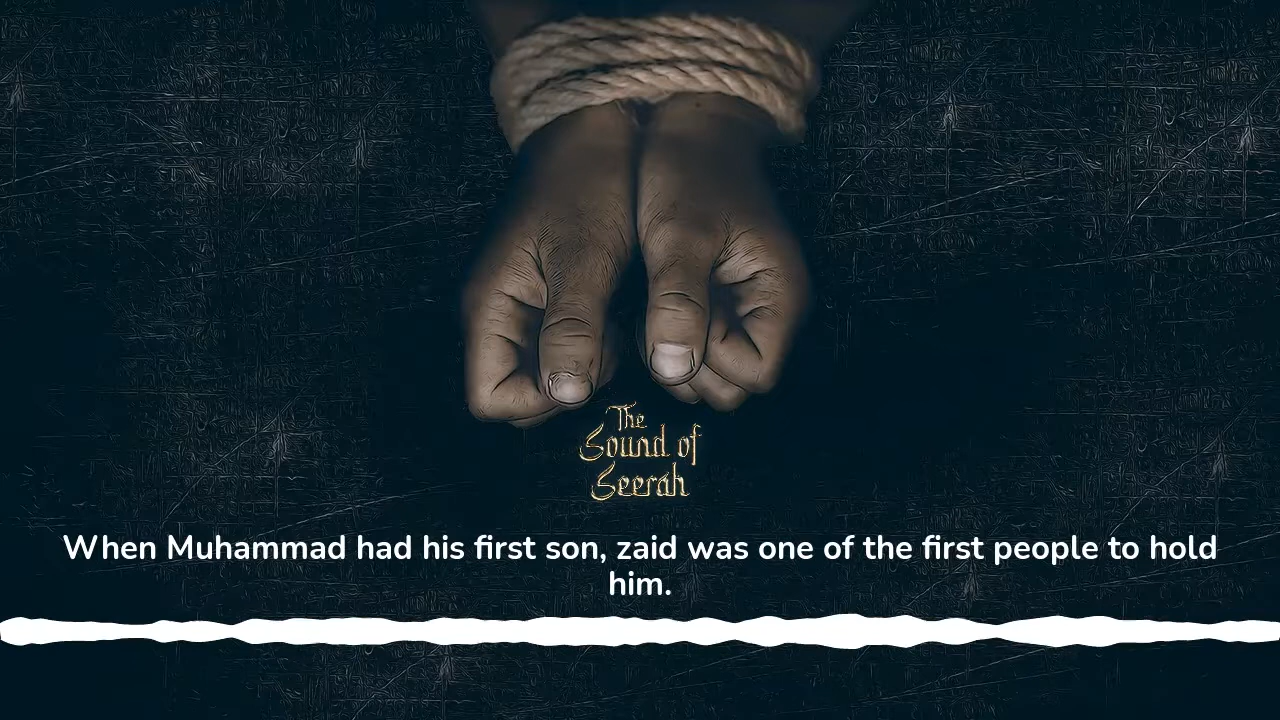 The
Sound of
Seerah
When Muhammad had his first son, zaid was one of the first people to hold
him.